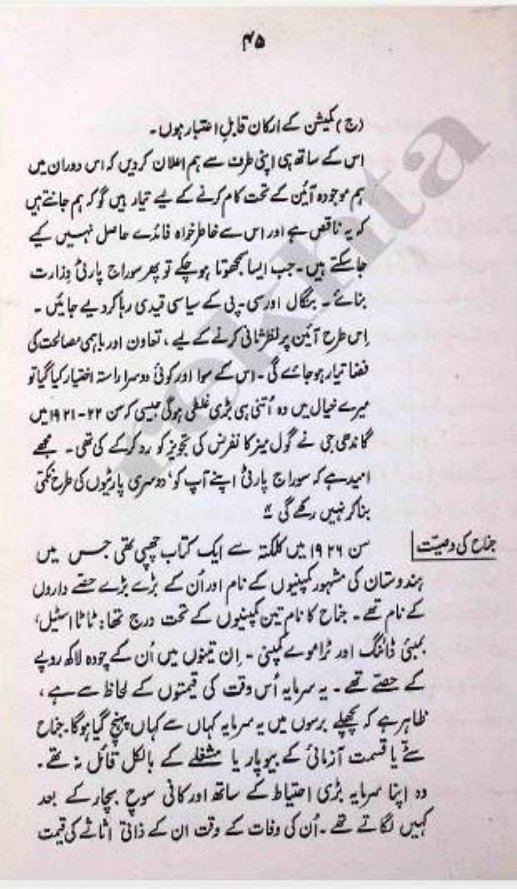 ۴۵
(ج) کمیشن کے ارکان قابلِ اعتبار ہوں۔
اس کے ساتھ ہی اپنی طرف سے ہم اعلان کر دیں کہ اس دوران میں
ہم موجودہ آئین کے تحت کام کرنے کے لیے تیار ہیں گو کہ ہم جانتے ہیں
کہ یہ ناقص ہے اور اس سے خاطر خواہ فائدے حاصل نہیں کیے
جا سکتے ہیں۔ جب ایسا سمجھوتا ہو چکے تو پھر سوراج پارٹی وزارت
بنائے۔ بنگال اور سی۔پی کے سیاسی قیدی رہا کر دیے جائیں۔
اِس طرح آئین پر نظر ثانی کرنے کے لیے، تعاون اور باہمی مصالحت کی
فضا تیار ہو جائے گی۔ اس کے سوا اور کوئی دوسرا راستہ اختیار کیا گیا تو
میرے خیال میں وہ اُتنی ہی بڑی غلطی ہوگی جیسی کہ سن ۲۲-۱۹۲۱ میں
گاندھی جی نے گول میز کانفرنس کی تجویز کو رد کر کے کی تھی۔ مجھے
امید ہے کہ سوراج پارٹی اپنے آپ کو دوسری پارٹیوں کی طرح نکمی
بنا کر نہیں رکھے گی ؎
جناح کی وصیت
سن ۱۹۲۶ میں کلکتہ سے ایک کتاب چھپی تھی جس میں
ہندوستان کی مشہور کمپنیوں کے نام اور اُن کے بڑے بڑے حصے داروں
کے نام تھے۔ جناح کا نام تین کمپنیوں کے تحت درج تھا: ٹاٹا اسٹیل،
بمبئی ڈائنگ اور ٹراموے کمپنی۔ اِن تینوں میں اُن کے چودہ لاکھ روپے
کے حصے تھے۔ یہ سرمایہ اُس وقت کی قیمتوں کے لحاظ سے ہے،
ظاہر ہے کہ پچھلے برسوں میں یہ سرمایہ کہاں سے کہاں پہنچ گیا ہوگا۔ جناح
سٹے یا قسمت آزمائی کے بیوپار یا مشغلے کے بالکل قائل نہ تھے۔
وہ اپنا سرمایہ بڑی احتیاط کے ساتھ اور کافی سوچ بچار کے بعد
کہیں لگاتے تھے۔ اُن کی وفات کے وقت ان کے ذاتی اثاثے کی قیمت
rekhta